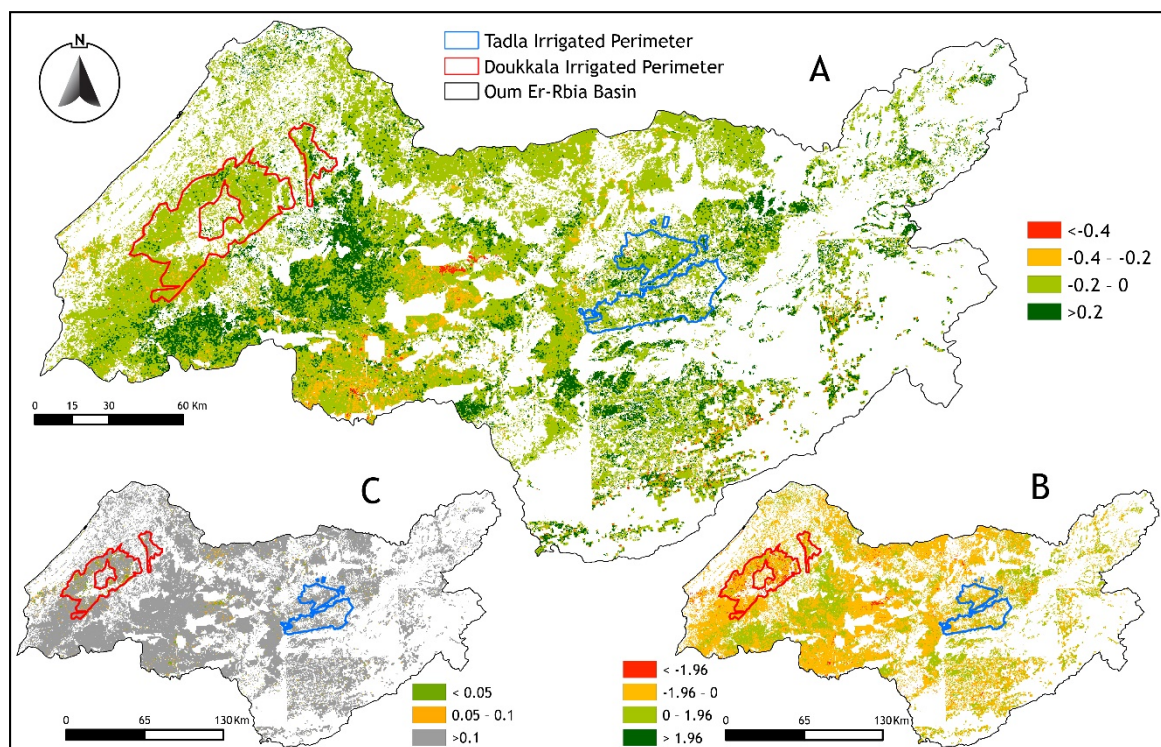 N
Tadla Irrigated Perimeter
Doukkala Irrigated Perimeter
Oum Er-Rbia Basin
A
<-0.4
-0.4 - -0.2
-0.2 - 0
>0.2
0 15 30 60 Km
C
< 0.05
0.05 - 0.1
>0.1
0 65 130 Km
B
< -1.96
-1.96 - 0
0 - 1.96
> 1.96
0 65 130 Km